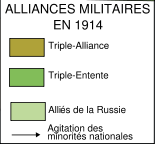 ALLIANCES MILITAIRES
EN 1914
Triple-Alliance
Triple-Entente
Alliés de la Russie
Agitation des
minorités nationales